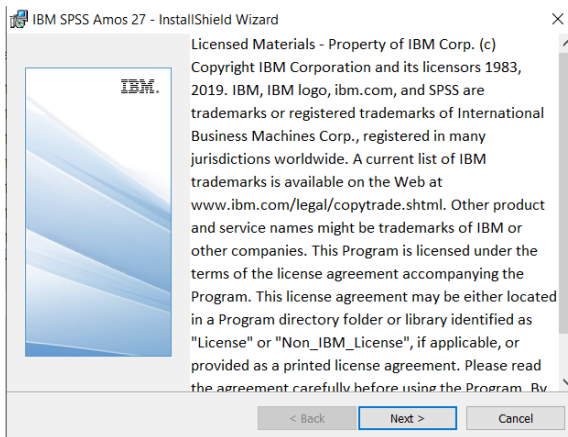 IBM SPSS Amos 27 - InstallShield Wizard
IBM.
Licensed Materials - Property of IBM Corp. (c)
Copyright IBM Corporation and its licensors 1983,
2019. IBM, IBM logo, ibm.com, and SPSS are
trademarks or registered trademarks of International
Business Machines Corp., registered in many
jurisdictions worldwide. A current list of IBM
trademarks is available on the Web at
www.ibm.com/legal/copytrade.shtml. Other product
and service names might be trademarks of IBM or
other companies. This Program is licensed under the
terms of the license agreement accompanying the
Program. This license agreement may be either located
in a Program directory folder or library identified as
"License" or "Non_IBM_License", if applicable, or
provided as a printed license agreement. Please read
the agreement carefully before using the Program. By
< Back
Next >
Cancel